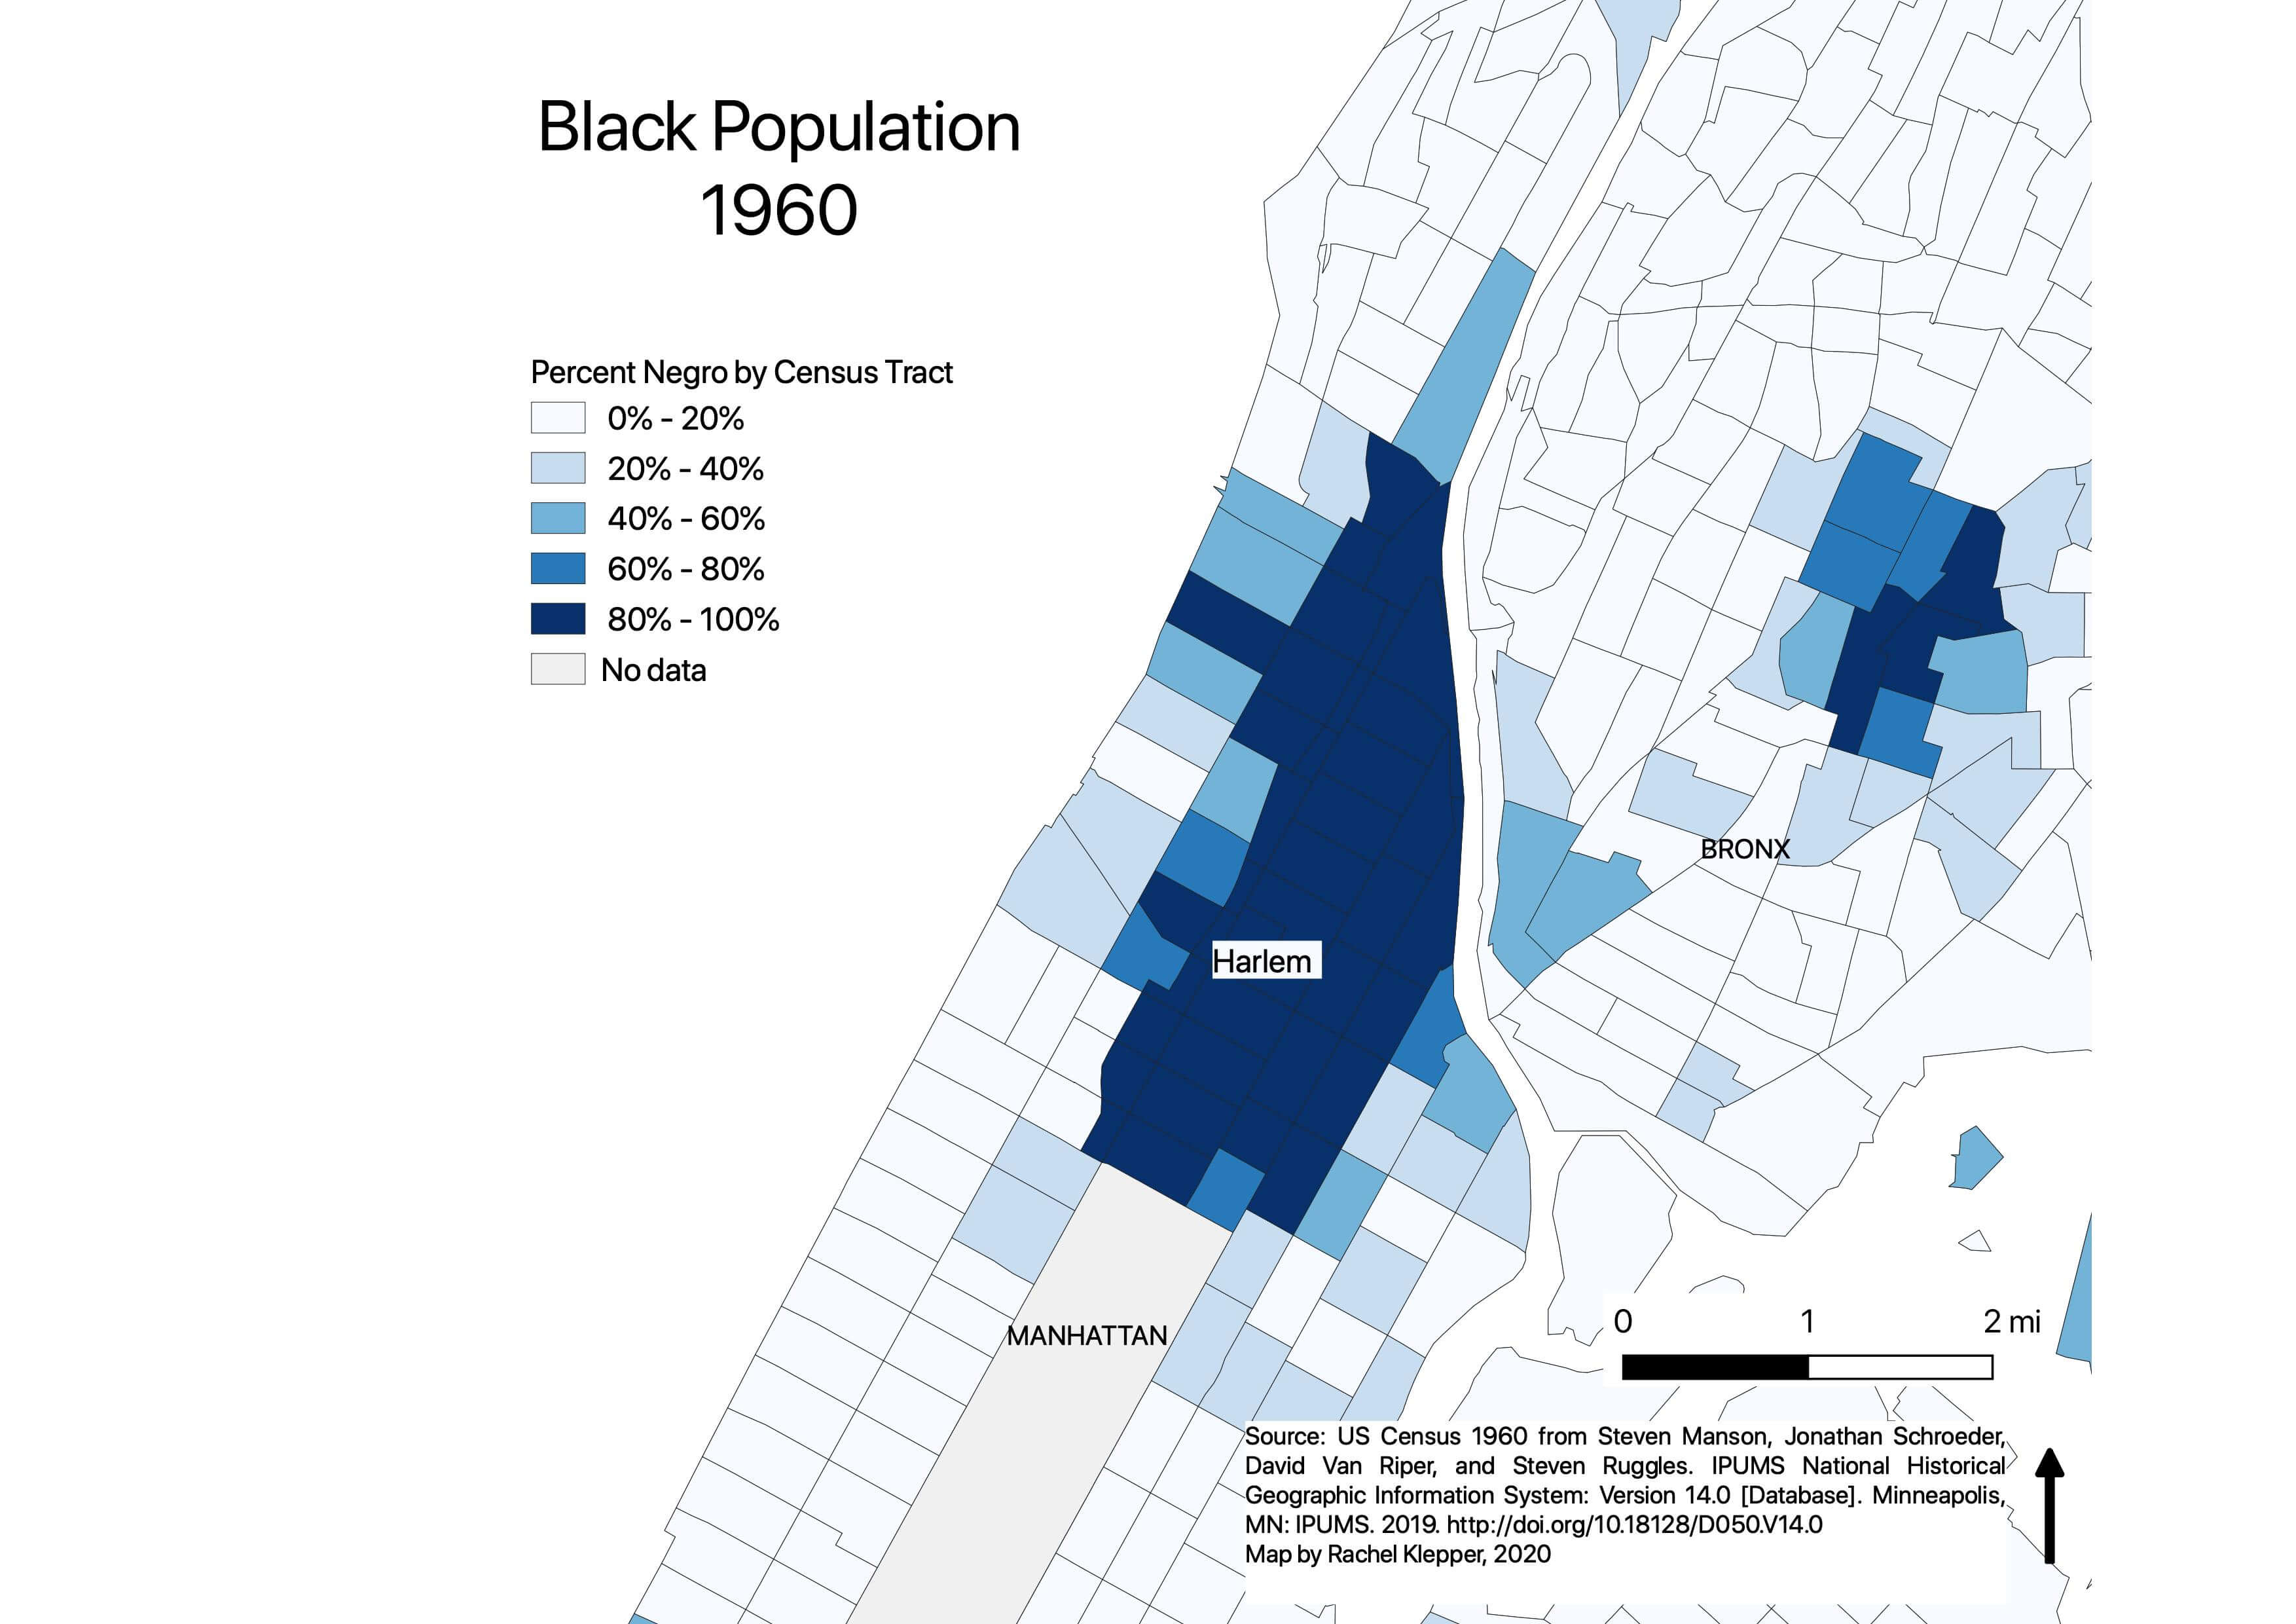 Black Population
1960
Percent Negro by Census Tract
0% - 20%
20% - 40%
40% - 60%
60% - 80%
80% - 100%
No data
BRONX
Harlem
MANHATTAN
0 1 2 mi
Source: US Census 1960 from Steven Manson, Jonathan Schroeder,
David Van Riper, and Steven Ruggles. IPUMS National Historical
Geographic Information System: Version 14.0 [Database]. Minneapolis,
MN: IPUMS. 2019. http://doi.org/10.18128/D050.V14.0
Map by Rachel Klepper, 2020